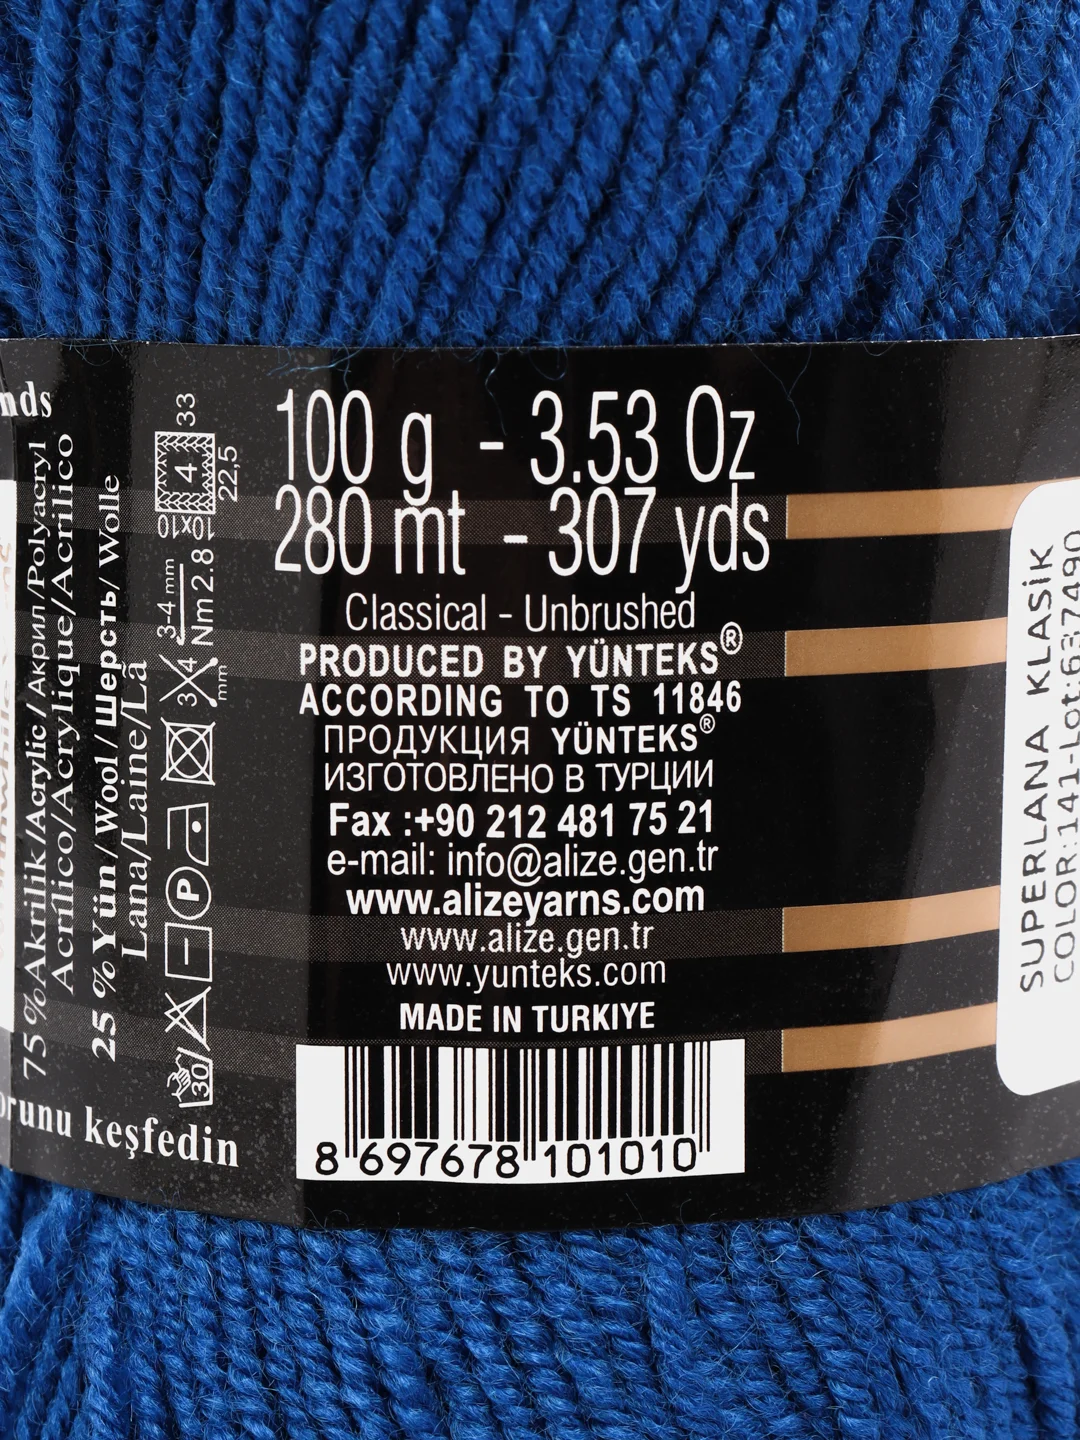 100 g - 3.53 Oz
280 mt - 307 yds
Classical - Unbrushed
PRODUCED BY YÜNTEKS®
ACCORDING TO TS 11846
ПРОДУКЦИЯ YÜNTEKS®
ИЗГОТОВЛЕНО В ТУРЦИИ
Fax :+90 212 481 75 21
e-mail: info@alize.gen.tr
www.alizeyarns.com
www.alize.gen.tr
www.yunteks.com
MADE IN TURKIYE
8 697678 101010
75%Akrilik/Acrylic/Акрил/Polyacryl
Acrílico/Acrylique/Acrilico
25 % Yün/Wool/Шерсть/Wolle
Lana/Laine/Lã
33
4
22,5
10x10
10x10
3-4 mm
Nm 2.8
3 4
mm
P
30
keşfedin
SUPERLANA KLASİK
COLOR:141-Lot:637490